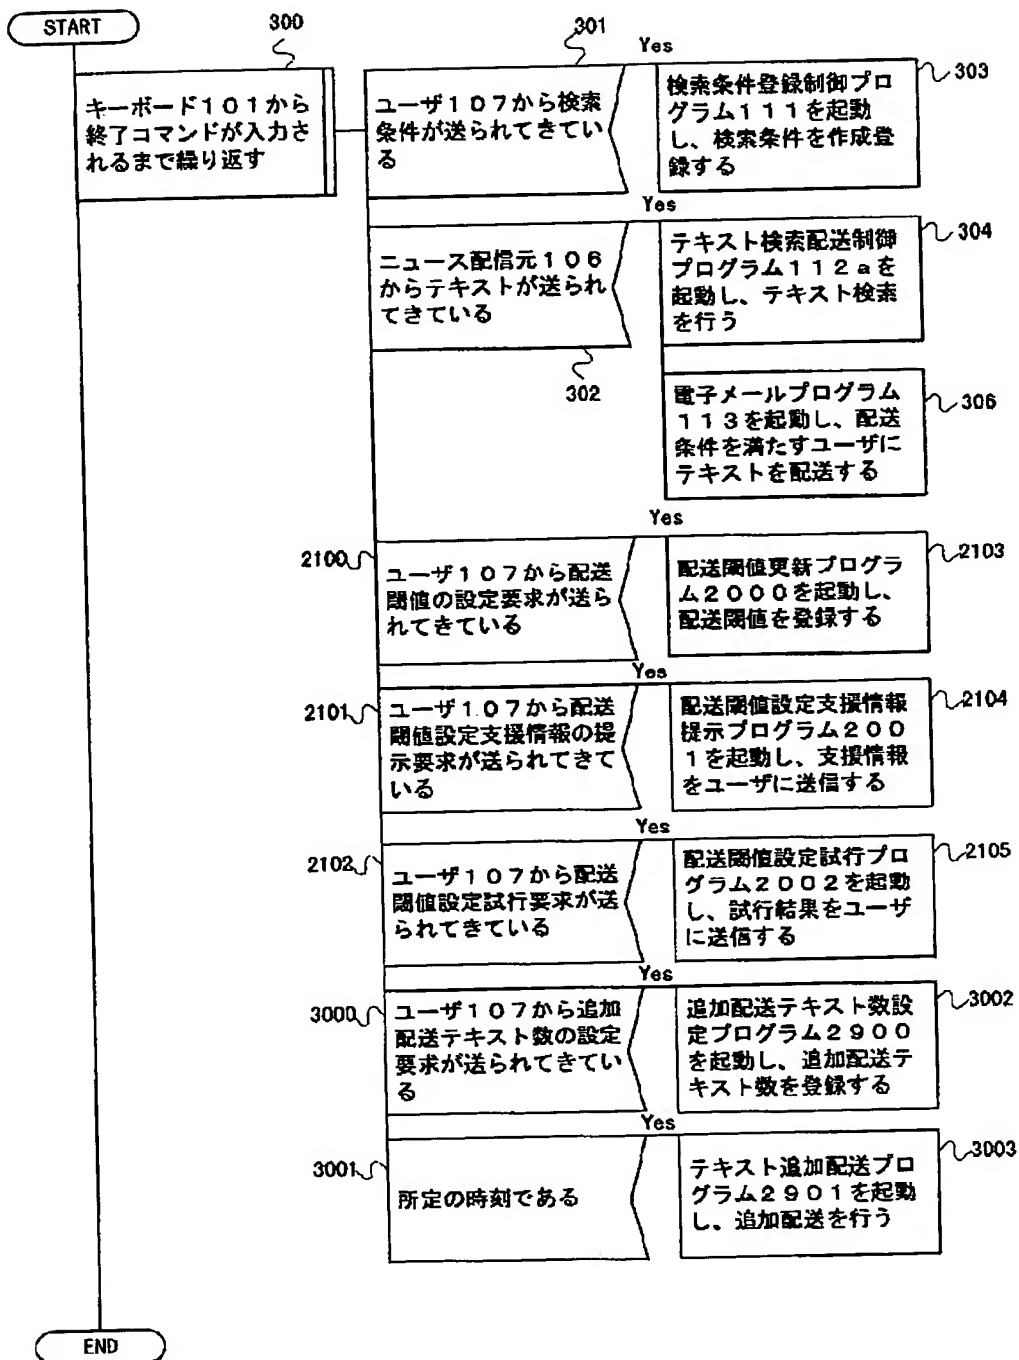 START
300
キーボード101から
終了コマンドが入力さ
れるまで繰り返す
301
ユーザ107から検索
条件が送られてきてい
る
Yes
303
検索条件登録制御プロ
グラム111を起動
し、検索条件を作成登
録する
ニュース配信元106
からテキストが送られ
てきている
302
Yes
304
テキスト検索配送制御
プログラム112aを
起動し、テキスト検索
を行う
306
電子メールプログラム
113を起動し、配送
条件を満たすユーザに
テキストを配送する
2100
ユーザ107から配送
閾値の設定要求が送ら
れてきている
Yes
2103
配送閾値更新プログラ
ム2000を起動し、
配送閾値を登録する
2101
ユーザ107から配送
閾値設定支援情報の提
示要求が送られてきて
いる
Yes
2104
配送閾値設定支援情報
提示プログラム200
1を起動し、支援情報
をユーザに送信する
2102
ユーザ107から配送
閾値設定試行要求が送
られてきている
Yes
2105
配送閾値設定試行プロ
グラム2002を起動
し、試行結果をユーザ
に送信する
3000
ユーザ107から追加
配送テキスト数の設定
要求が送られてきてい
る
Yes
3002
追加配送テキスト数設
定プログラム2900
を起動し、追加配送テ
キスト数を登録する
3001
所定の時刻である
Yes
3003
テキスト追加配送プロ
グラム2901を起動
し、追加配送を行う
END